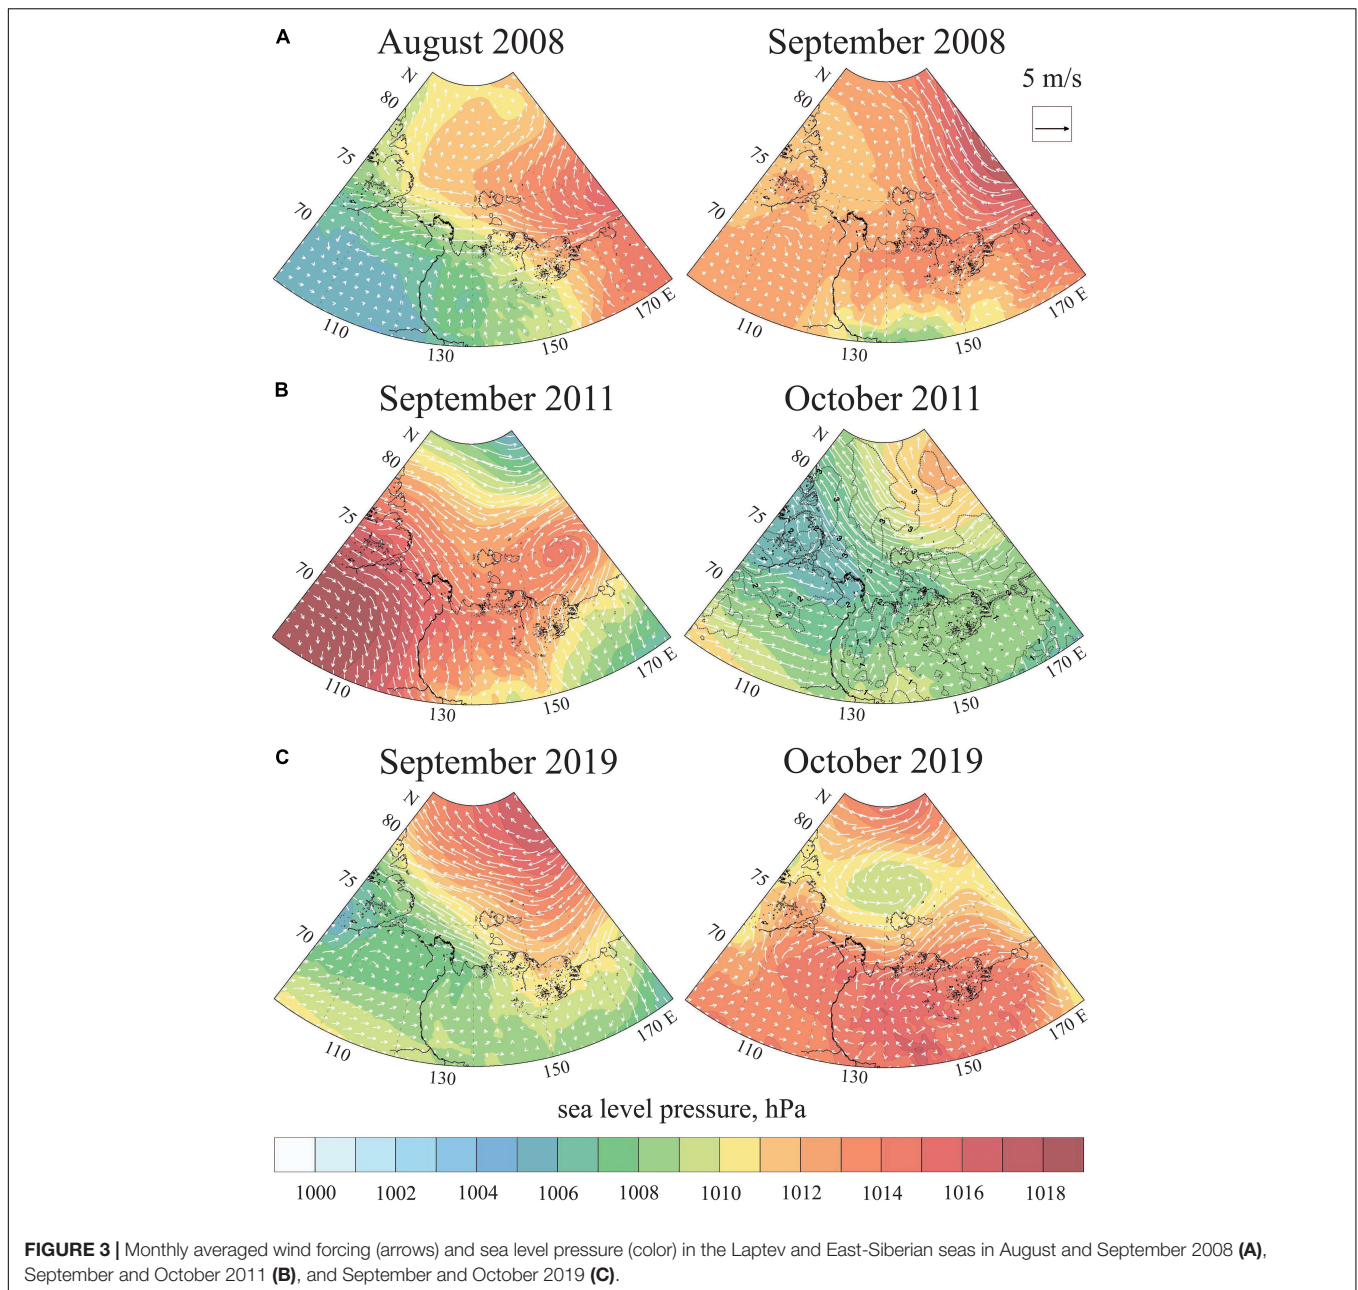 A
August 2008
September 2008
5 m/s
N
80
75
70
110
130
150
170 E
N
80
75
70
110
130
150
170 E
B
September 2011
October 2011
N
80
75
70
110
130
150
170 E
N
80
75
70
110
130
150
170 E
C
September 2019
October 2019
N
80
75
70
110
130
150
170 E
N
80
75
70
110
130
150
170 E
sea level pressure, hPa
1000 1002 1004 1006 1008 1010 1012 1014 1016 1018
FIGURE 3 | Monthly averaged wind forcing (arrows) and sea level pressure (color) in the Laptev and East-Siberian seas in August and September 2008 (A),
September and October 2011 (B), and September and October 2019 (C).